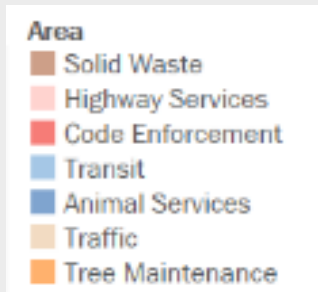 Area
Solid Waste
Highway Services
Code Enforcement
Transit
Animal Services
Traffic
Tree Maintenance